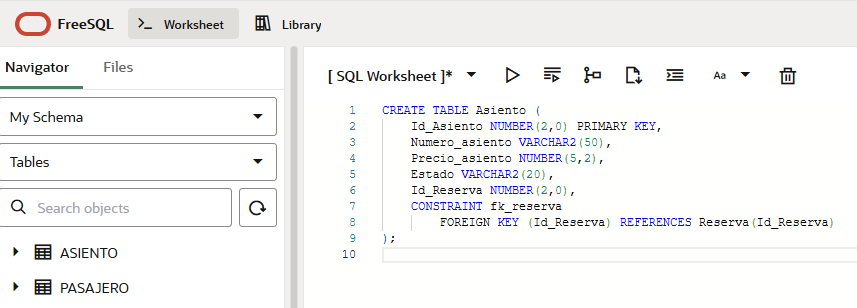 FreeSQL
Worksheet
Library
Navigator
Files
My Schema
Tables
Search objects
ASIENTO
PASAJERO
[ SQL Worksheet ]*
Aa
1 CREATE TABLE Asiento (
2 Id_Asiento NUMBER(2,0) PRIMARY KEY,
3 Numero_asiento VARCHAR2(50),
4 Precio_asiento NUMBER(5,2),
5 Estado VARCHAR2(20),
6 Id_Reserva NUMBER(2,0),
7 CONSTRAINT fk_reserva
8 FOREIGN KEY (Id_Reserva) REFERENCES Reserva(Id_Reserva)
9 );
10